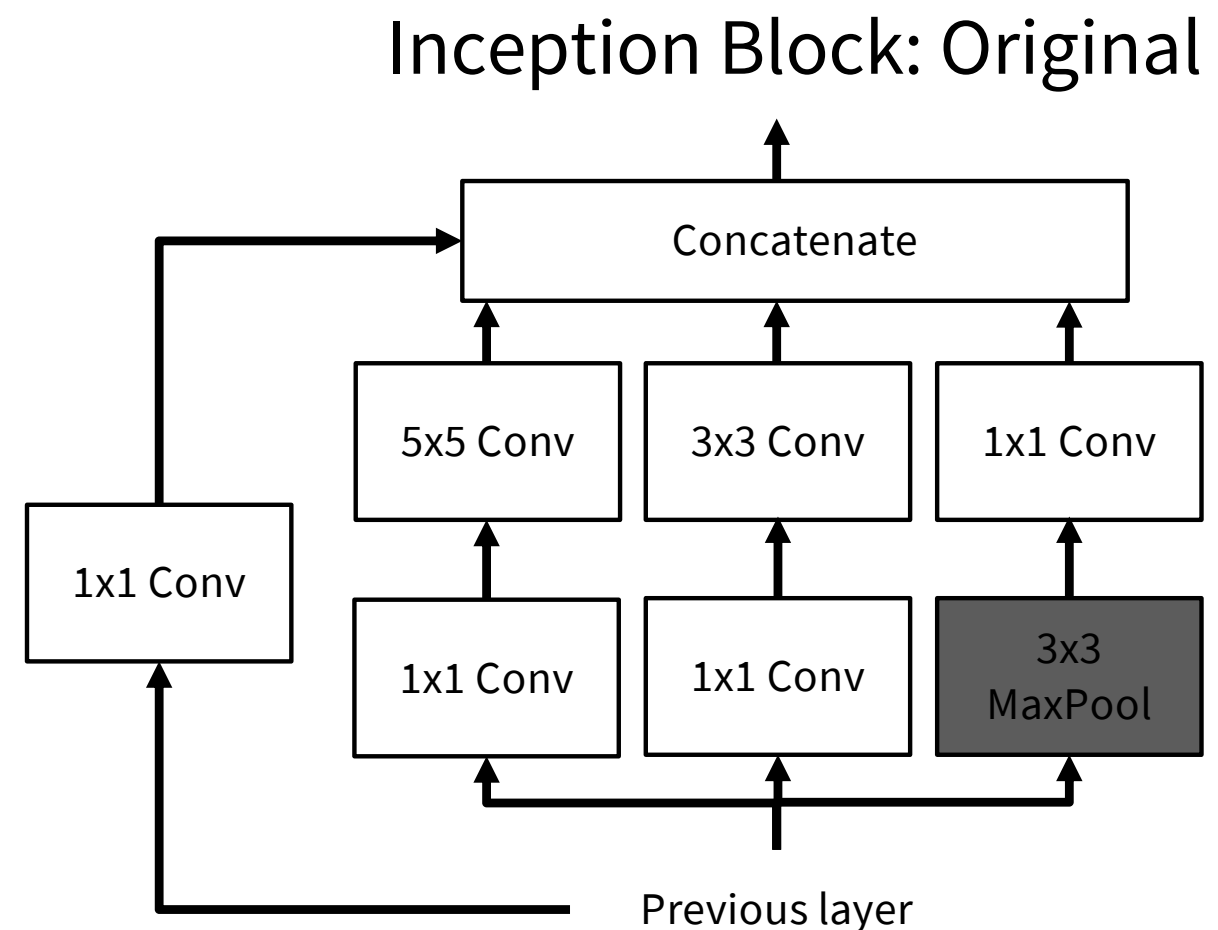 Inception Block: Original
Concatenate
5x5 Conv
3x3 Conv
1x1 Conv
1x1 Conv
1x1 Conv
1x1 Conv
3x3
MaxPool
Previous layer